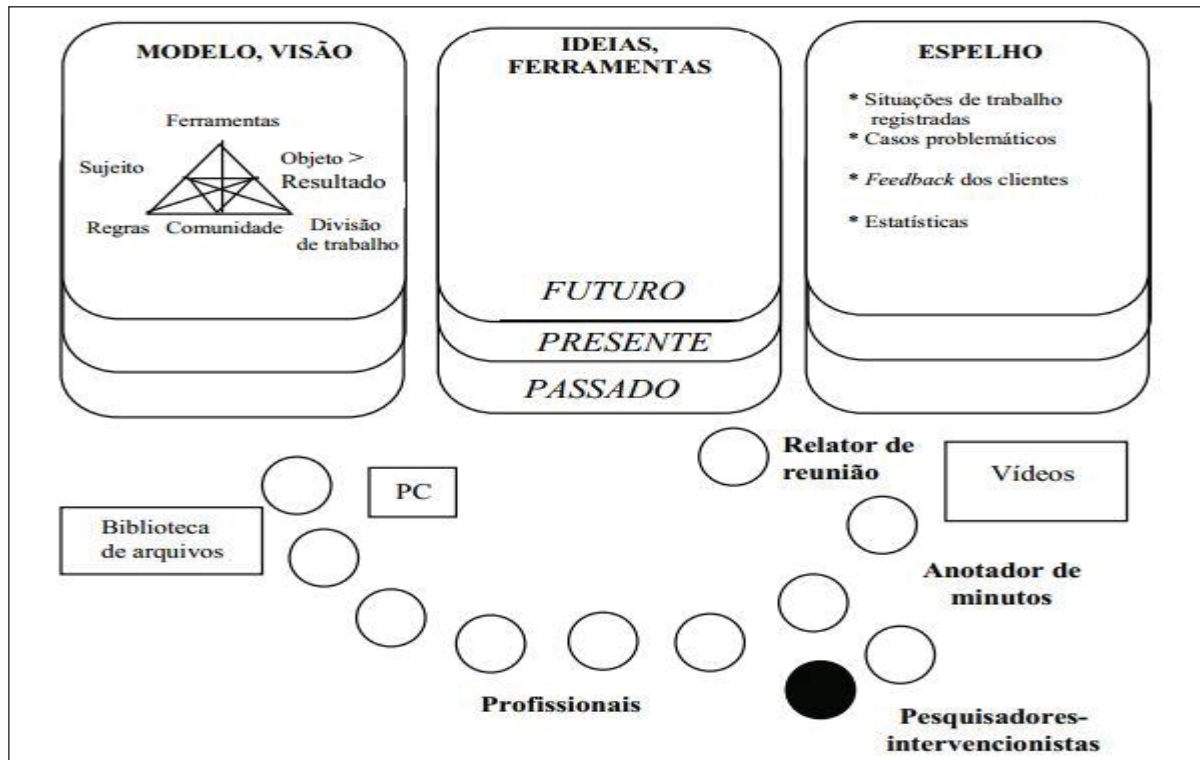 MODELO, VISÃO
Ferramentas
Sujeito
Objeto >
Resultado
Regras
Comunidade
Divisão
de trabalho
IDEIAS,
FERRAMENTAS
FUTURO
PRESENTE
PASSADO
ESPELHO
* Situações de trabalho
registradas
* Casos problemáticos
* Feedback dos clientes
* Estatísticas
Relator de
reunião
Vídeos
PC
Biblioteca
de arquivos
Anotador de
minutos
Profissionais
Pesquisadores-
intervencionistas